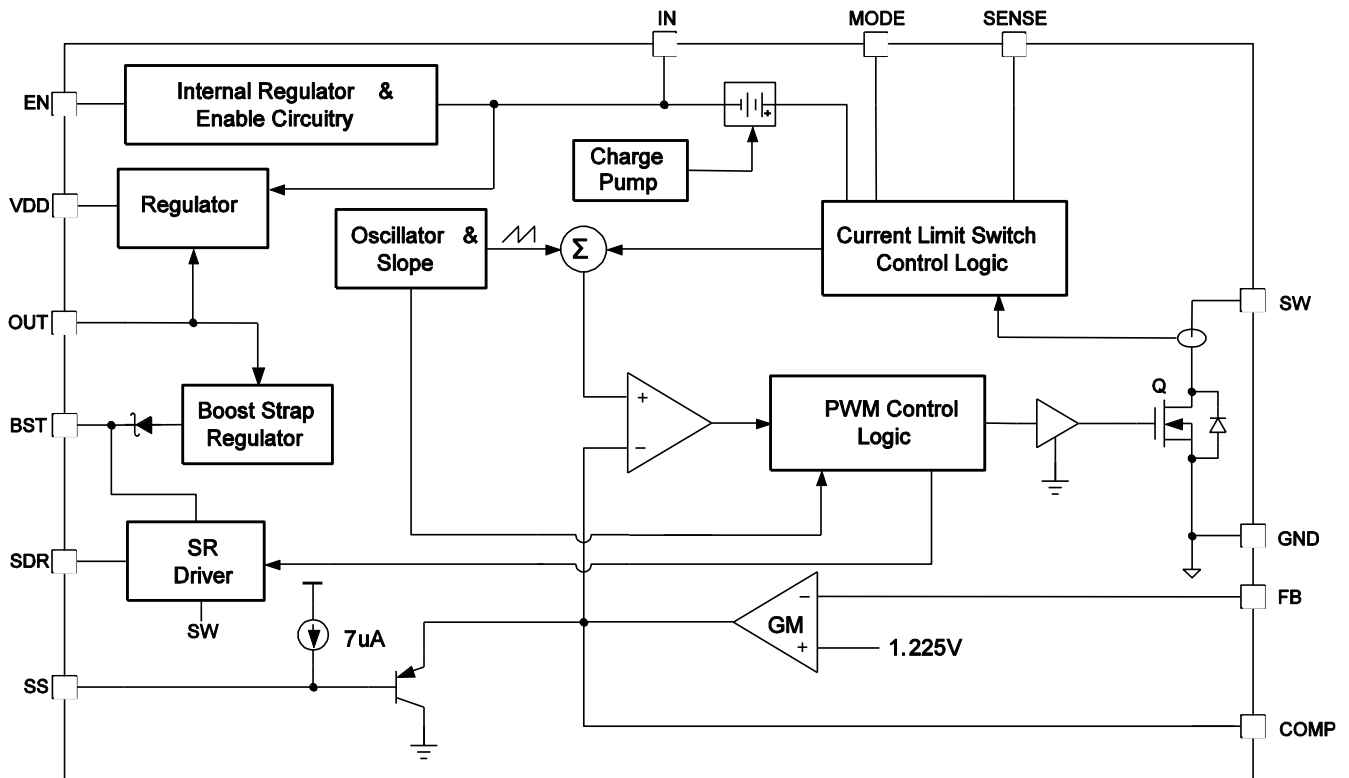 IN
MODE
SENSE
EN
Internal Regulator &
Enable Circuitry
+
Charge
Pump
VDD
Regulator
Oscillator &
Slope
Σ
Current Limit Switch
Control Logic
SW
OUT
Q
BST
Boost Strap
Regulator
+
−
PWM Control
Logic
SDR
SR
Driver
SW
GND
FB
7uA
GM
−
+
1.225V
SS
COMP